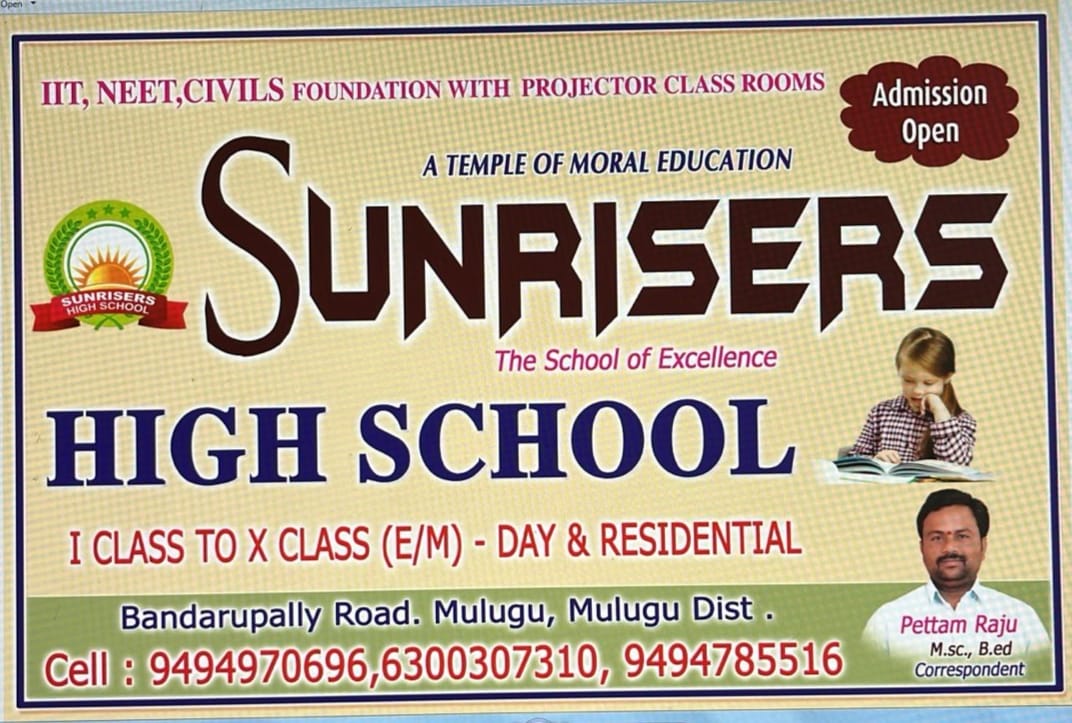 Open
IIT, NEET,CIVILS FOUNDATION WITH PROJECTOR CLASS ROOMS
Admission
Open
A TEMPLE OF MORAL EDUCATION
SUNRISERS
SUNRISERS
HIGH SCHOOL
The School of Excellence
HIGH SCHOOL
I CLASS TO X CLASS (E/M) - DAY & RESIDENTIAL
Bandarupally Road. Mulugu, Mulugu Dist .
Cell : 9494970696,6300307310, 9494785516
Pettam Raju
M.sc., B.ed
Correspondent